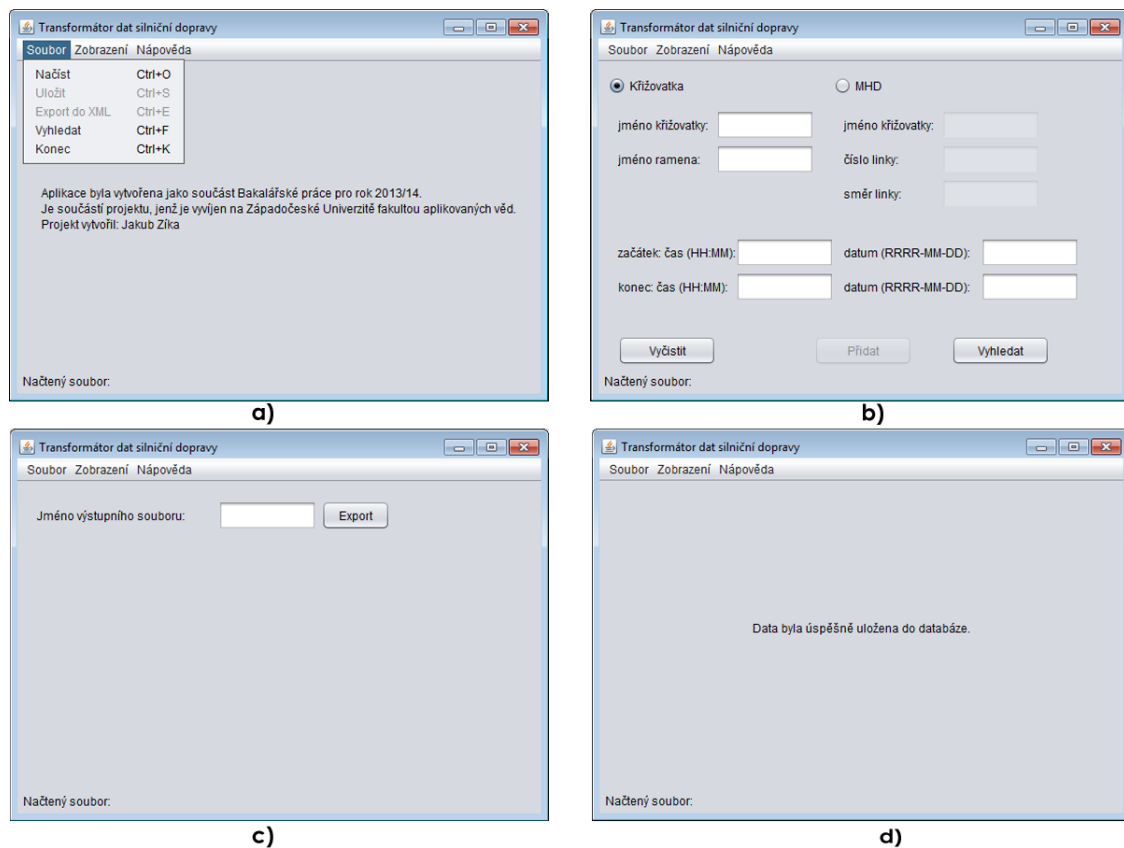 Transformátor dat silniční dopravy
Soubor Zobrazení Nápověda
Načíst Ctrl+O
Uložit Ctrl+S
Export do XML Ctrl+E
Vyhledat Ctrl+F
Konec Ctrl+K
Aplikace byla vytvořena jako součást Bakalářské práce pro rok 2013/14.
Je součástí projektu, jenž je vyvíjen na Západočeské Univerzitě fakultou aplikovaných věd.
Projekt vytvořil: Jakub Zíka
Načtený soubor:
a)
Transformátor dat silniční dopravy
Soubor Zobrazení Nápověda
Křižovatka MHD
jméno křižovatky: jméno křižovatky:
jméno ramena: číslo linky:
směr linky:
začátek: čas (HH:MM): datum (RRRR-MM-DD):
konec: čas (HH:MM): datum (RRRR-MM-DD):
Vyčistit Přidat Vyhledat
Načtený soubor:
b)
Transformátor dat silniční dopravy
Soubor Zobrazení Nápověda
Jméno výstupního souboru: Export
Načtený soubor:
c)
Transformátor dat silniční dopravy
Soubor Zobrazení Nápověda
Data byla úspěšně uložena do databáze.
Načtený soubor:
d)